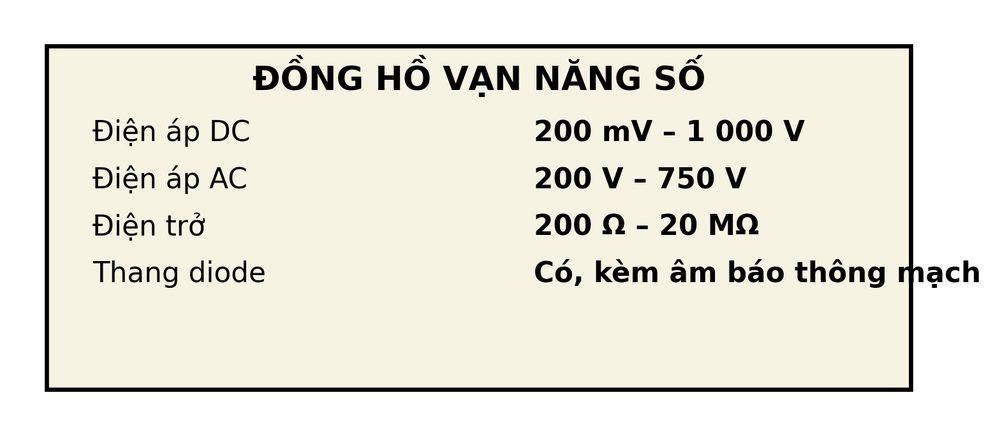 ĐỒNG HỒ VẠN NĂNG SỐ
Điện áp DC 200 mV – 1 000 V
Điện áp AC 200 V – 750 V
Điện trở 200 Ω – 20 MΩ
Thang diode Có, kèm âm báo thông mạch